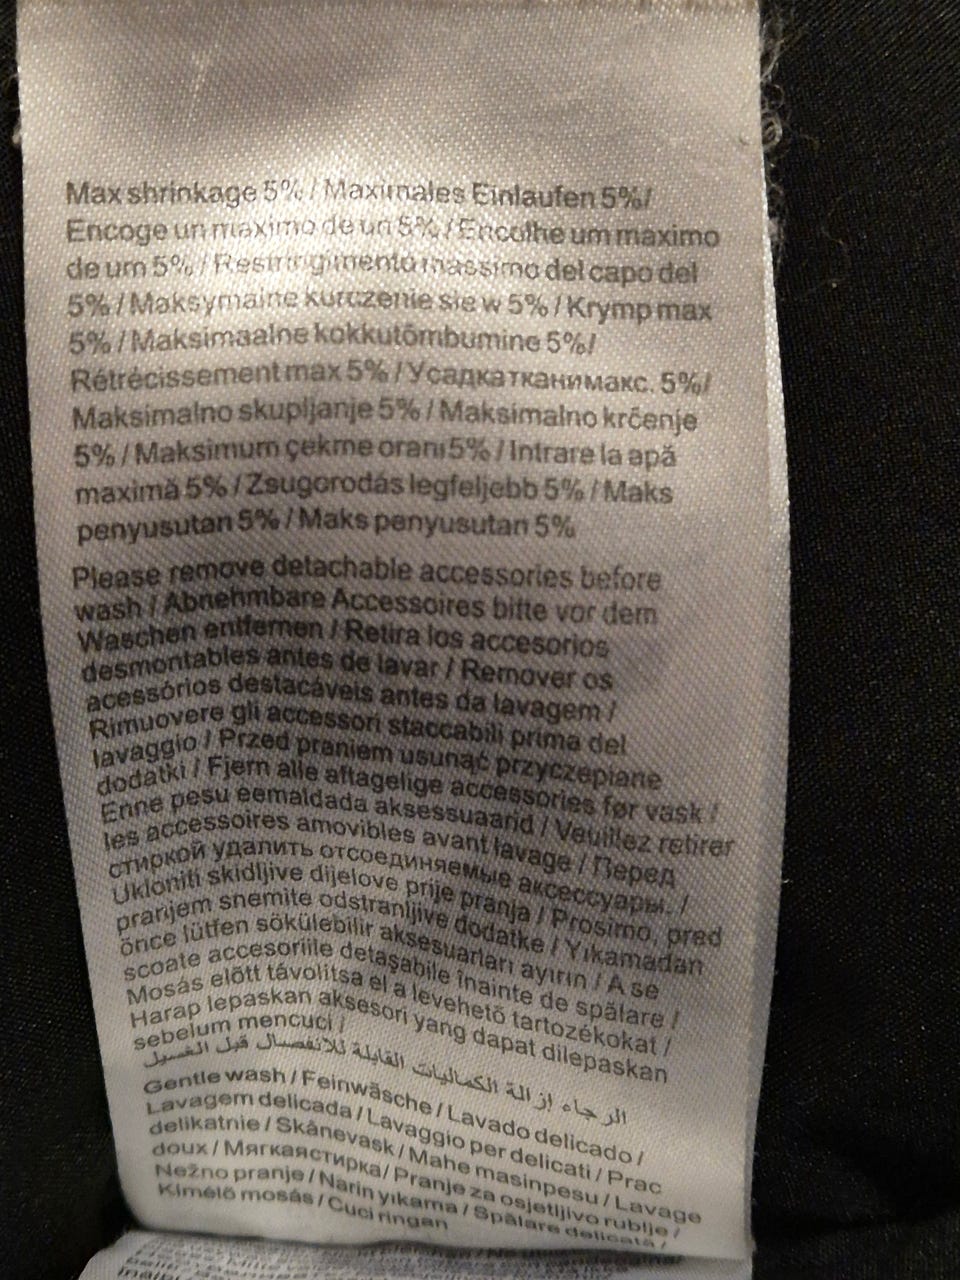 Max shrinkage 5% / Maximales Einlaufen 5%/
Encoge un maximo de un 5% / Encolhe um maximo
de um 5% / Restringimento massimo del capo del
5% / Maksymalne kurczenie sie w 5% / Krymp max
5% / Maksimaalne kokkutõmbumine 5%/
Rétrécissement max 5% / Усадка ткани макс. 5%/
Maksimalno skupljanje 5% / Maksimalno krčenje
5% / Maksimum çekme oranı 5% / Intrare la apă
maximă 5% / Zsugorodás legfeljebb 5% / Maks
penyusutan 5% / Maks penyusutan 5%
Please remove detachable accessories before
wash / Abnehmbare Accessoires bitte vor dem
Waschen entfernen / Retira los accesorios
desmontables antes de lavar / Remover os
acessórios destacáveis antes da lavagem /
Rimuovere gli accessori staccabili prima del
lavaggio / Przed praniem usunąć przyczepiane
dodatki / Fjern alle aftagelige accessories før vask /
Enne pesu eemaldada aksessuaarid / Veuillez retirer
les accessoires amovibles avant lavage / Перед
стиркой удалить отсоединяемые аксессуары. /
Ukloniti skidljive dijelove prije pranja / Prosimo, pred
pranjem snemite odstranljive dodatke / Yıkamadan
önce lütfen sökülebilir aksesuarları ayırın / A se
scoate accesoriile detaşabile înainte de spălare /
Mosás előtt távolítsa el a levehető tartozékokat /
Harap lepaskan aksesori yang dapat dilepaskan
sebelum mencuci /
الرجاء إزالة الكماليات القابلة للانفصال قبل الغسيل
Gentle wash / Feinwäsche / Lavado delicado /
Lavagem delicada / Lavaggio per delicati / Prac
delikatnie / Skånevask / Mahe masinpesu / Lavage
doux / Мягкая стирка / Pranje za osjetljivo rublje /
Nežno pranje / Narin yıkama / Spălare delicată /
Kímélő mosás / Cuci ringan